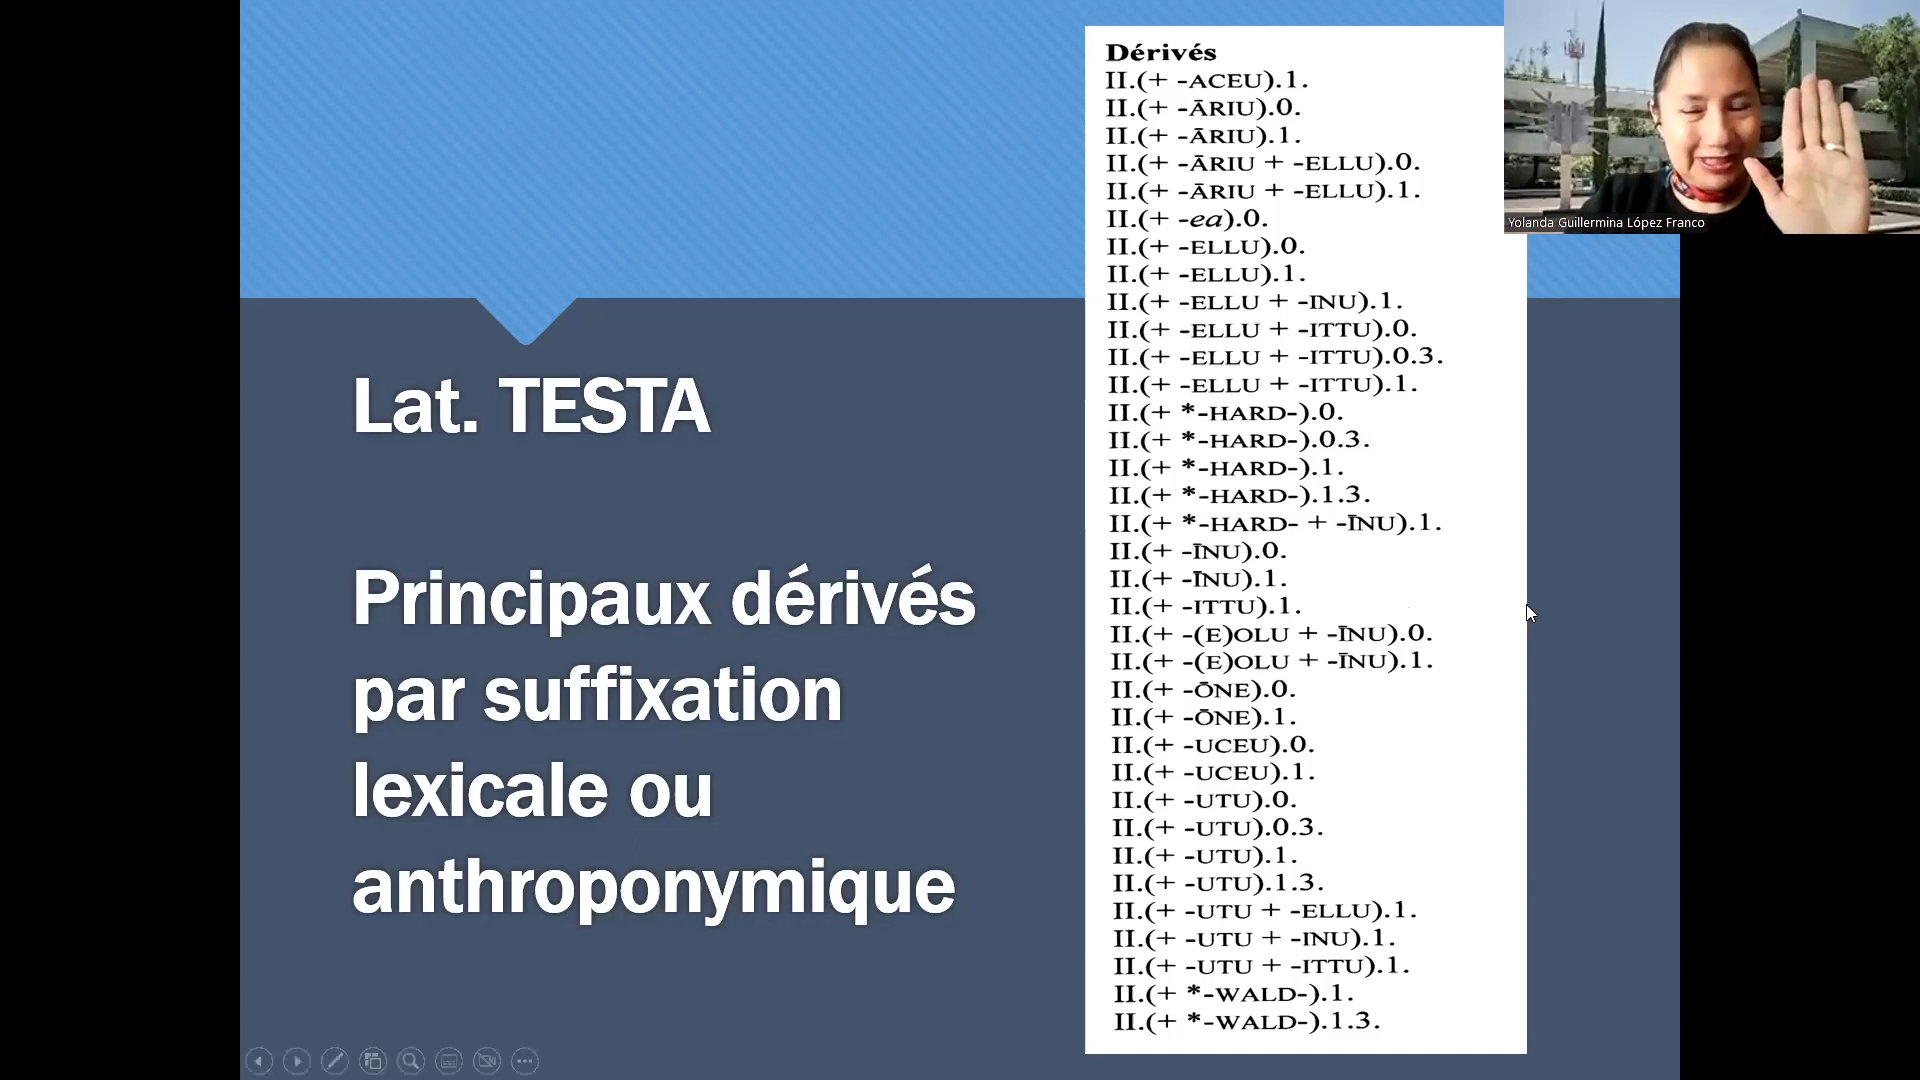 Lat. TESTA
Principaux dérivés
par suffixation
lexicale ou
anthroponymique
Dérivés
II.(+ -ACEU).1.
II.(+ -ĀRIU).0.
II.(+ -ĀRIU).1.
II.(+ -ĀRIU + -ELLU).0.
II.(+ -ĀRIU + -ELLU).1.
II.(+ -ea).0.
II.(+ -ELLU).0.
II.(+ -ELLU).1.
II.(+ -ELLU + -INU).1.
II.(+ -ELLU + -ITTU).0.
II.(+ -ELLU + -ITTU).0.3.
II.(+ -ELLU + -ITTU).1.
II.(+ *-HARD-).0.
II.(+ *-HARD-).0.3.
II.(+ *-HARD-).1.
II.(+ *-HARD-).1.3.
II.(+ *-HARD- + -ĪNU).1.
II.(+ -ĪNU).0.
II.(+ -ĪNU).1.
II.(+ -ITTU).1.
II.(+ -(E)OLU + -ĪNU).0.
II.(+ -(E)OLU + -ĪNU).1.
II.(+ -ŌNE).0.
II.(+ -ŌNE).1.
II.(+ -UCEU).0.
II.(+ -UCEU).1.
II.(+ -UTU).0.
II.(+ -UTU).0.3.
II.(+ -UTU).1.
II.(+ -UTU).1.3.
II.(+ -UTU + -ELLU).1.
II.(+ -UTU + -INU).1.
II.(+ -UTU + -ITTU).1.
II.(+ *-WALD-).1.
II.(+ *-WALD-).1.3.
Yolanda Guillermina López Franco